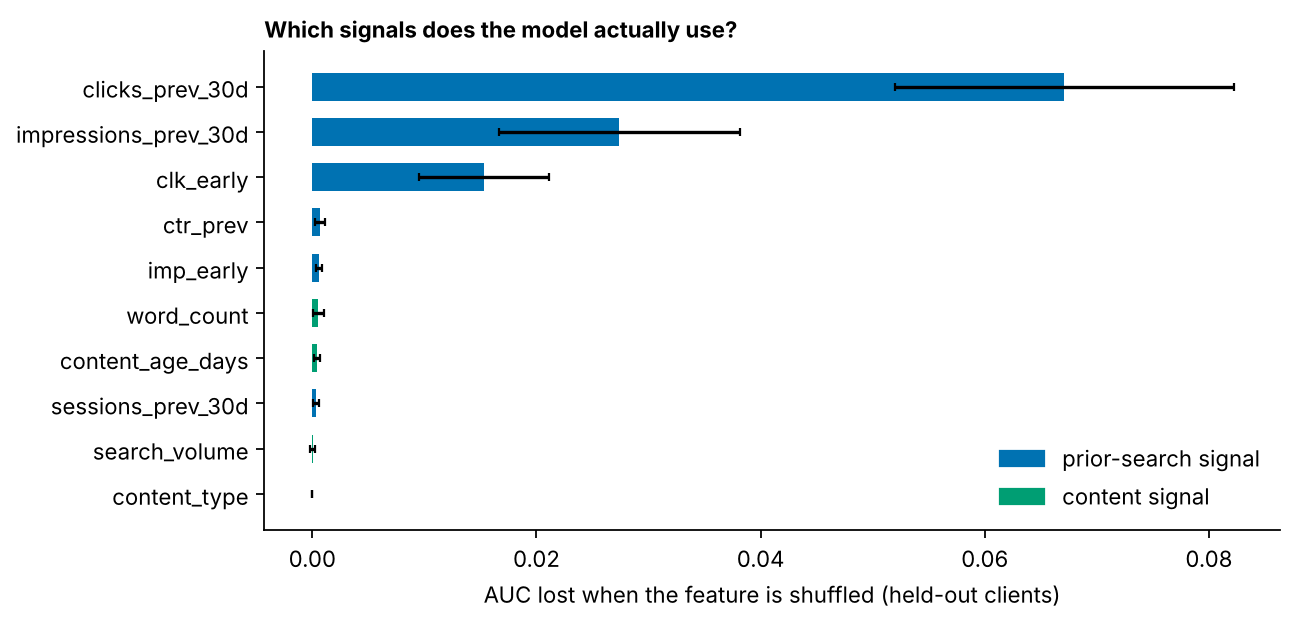 Which signals does the model actually use?
clicks_prev_30d
impressions_prev_30d
clk_early
ctr_prev
imp_early
word_count
content_age_days
sessions_prev_30d
search_volume
content_type
prior-search signal
content signal
0.00 0.02 0.04 0.06 0.08
AUC lost when the feature is shuffled (held-out clients)